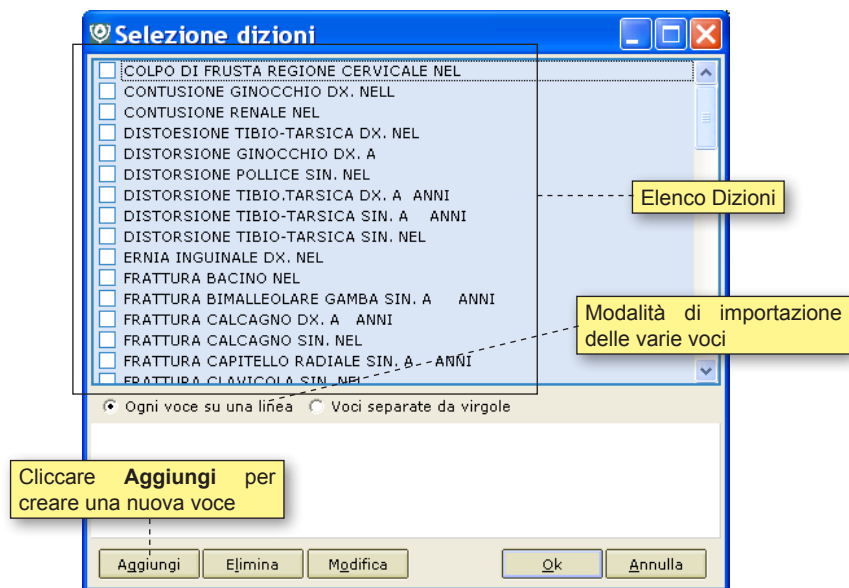 Selezione dizioni
COLPO DI FRUSTA REGIONE CERVICALE NEL
CONTUSIONE GINOCCHIO DX. NELL
CONTUSIONE RENALE NEL
DISTOESIONE TIBIO-TARSICA DX. NEL
DISTORSIONE GINOCCHIO DX. A
DISTORSIONE POLLICE SIN. NEL
DISTORSIONE TIBIO.TARSICA DX. A ANNI
DISTORSIONE TIBIO-TARSICA SIN. A ANNI
DISTORSIONE TIBIO-TARSICA SIN. NEL
ERNIA INGUINALE DX. NEL
FRATTURA BACINO NEL
FRATTURA BIMALLEOLARE GAMBA SIN. A ANNI
FRATTURA CALCAGNO DX. A ANNI
FRATTURA CALCAGNO SIN. NEL
FRATTURA CAPITELLO RADIALE SIN. A ANNI
FRATTURA CLAVICOLA SIN. NEL
Elenco Dizioni
Modalità di importazione
delle varie voci
Ogni voce su una linea Voci separate da virgole
Cliccare Aggiungi per
creare una nuova voce
Aggiungi Elimina Modifica Ok Annulla